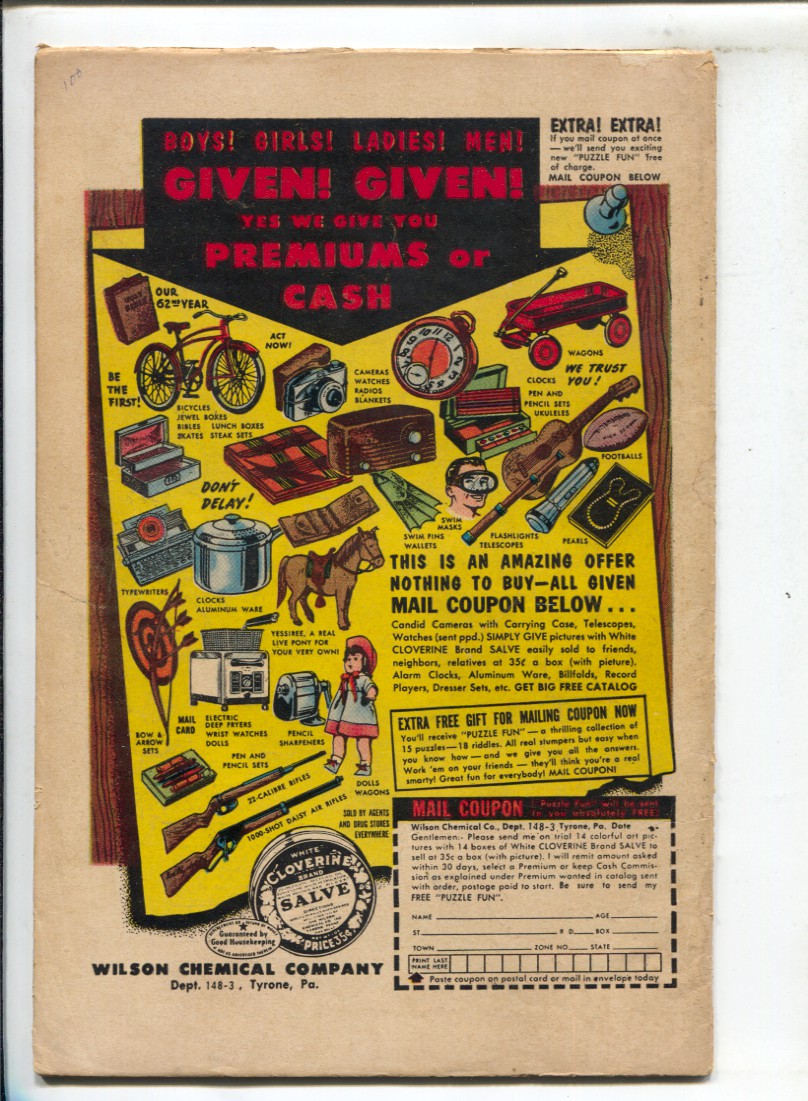 100
BOYS! GIRLS! LADIES! MEN!
GIVEN! GIVEN!
YES WE GIVE YOU
PREMIUMS or
CASH
EXTRA! EXTRA!
If you mail coupon at once
— we'll send you exciting
new "PUZZLE FUN" free
of charge.
MAIL COUPON BELOW
OUR
62ND YEAR
BE
THE
FIRST!
ACT
NOW!
BICYCLES
JEWEL BOXES
BIBLES LUNCH BOXES
SKATES STEAK SETS
CAMERAS
WATCHES
RADIOS
BLANKETS
WAGONS
CLOCKS
WE TRUST
YOU!
PEN AND
PENCIL SETS
UKULELES
FOOTBALLS
DON'T
DELAY!
SWIM
MASKS
SWIM FINS
WALLETS
FLASHLIGHTS
TELESCOPES
PEARLS
TYPEWRITERS
CLOCKS
ALUMINUM WARE
YESSIREE, A REAL
LIVE PONY FOR
YOUR VERY OWN!
THIS IS AN AMAZING OFFER
NOTHING TO BUY—ALL GIVEN
MAIL COUPON BELOW...
Candid Cameras with Carrying Case, Telescopes,
Watches (sent ppd.) SIMPLY GIVE pictures with White
CLOVERINE Brand SALVE easily sold to friends,
neighbors, relatives at 35¢ a box (with picture).
Alarm Clocks, Aluminum Ware, Billfolds, Record
Players, Dresser Sets, etc. GET BIG FREE CATALOG
BOW &
ARROW
SETS
MAIL
CARD
ELECTRIC
DEEP FRYERS
WRIST WATCHES
DOLLS
PENCIL
SHARPENERS
PEN AND
PENCIL SETS
DOLLS
WAGONS
22-CALIBRE RIFLES
1000-SHOT DAISY AIR RIFLES
SOLD BY AGENTS
AND DRUG STORES
EVERYWHERE
EXTRA FREE GIFT FOR MAILING COUPON NOW
You'll receive "PUZZLE FUN" — a thrilling collection of
15 puzzles—18 riddles. All real stumpers but easy when
you know how — and we give you all the answers.
Work 'em on your friends — they'll think you're a real
smarty! Great fun for everybody! MAIL COUPON!
WHITE
CLOVERINE
BRAND
SALVE
PRICE 35¢
Guaranteed by
Good Housekeeping
WILSON CHEMICAL COMPANY
Dept. 148-3, Tyrone, Pa.
MAIL COUPON "Puzzle Fun" will be sent
to you absolutely FREE!
Wilson Chemical Co., Dept. 148-3, Tyrone, Pa. Date
Gentlemen:- Please send me on trial 14 colorful art pic-
tures with 14 boxes of White CLOVERINE Brand SALVE to
sell at 35¢ a box (with picture). I will remit amount asked
within 30 days, select a Premium or keep Cash Commis-
sion as explained under Premium wanted in catalog sent
with order, postage paid to start. Be sure to send my
FREE "PUZZLE FUN".
NAME AGE
ST. R D. BOX
TOWN ZONE NO. STATE
PRINT LAST
NAME HERE
Paste coupon on postal card or mail in envelope today